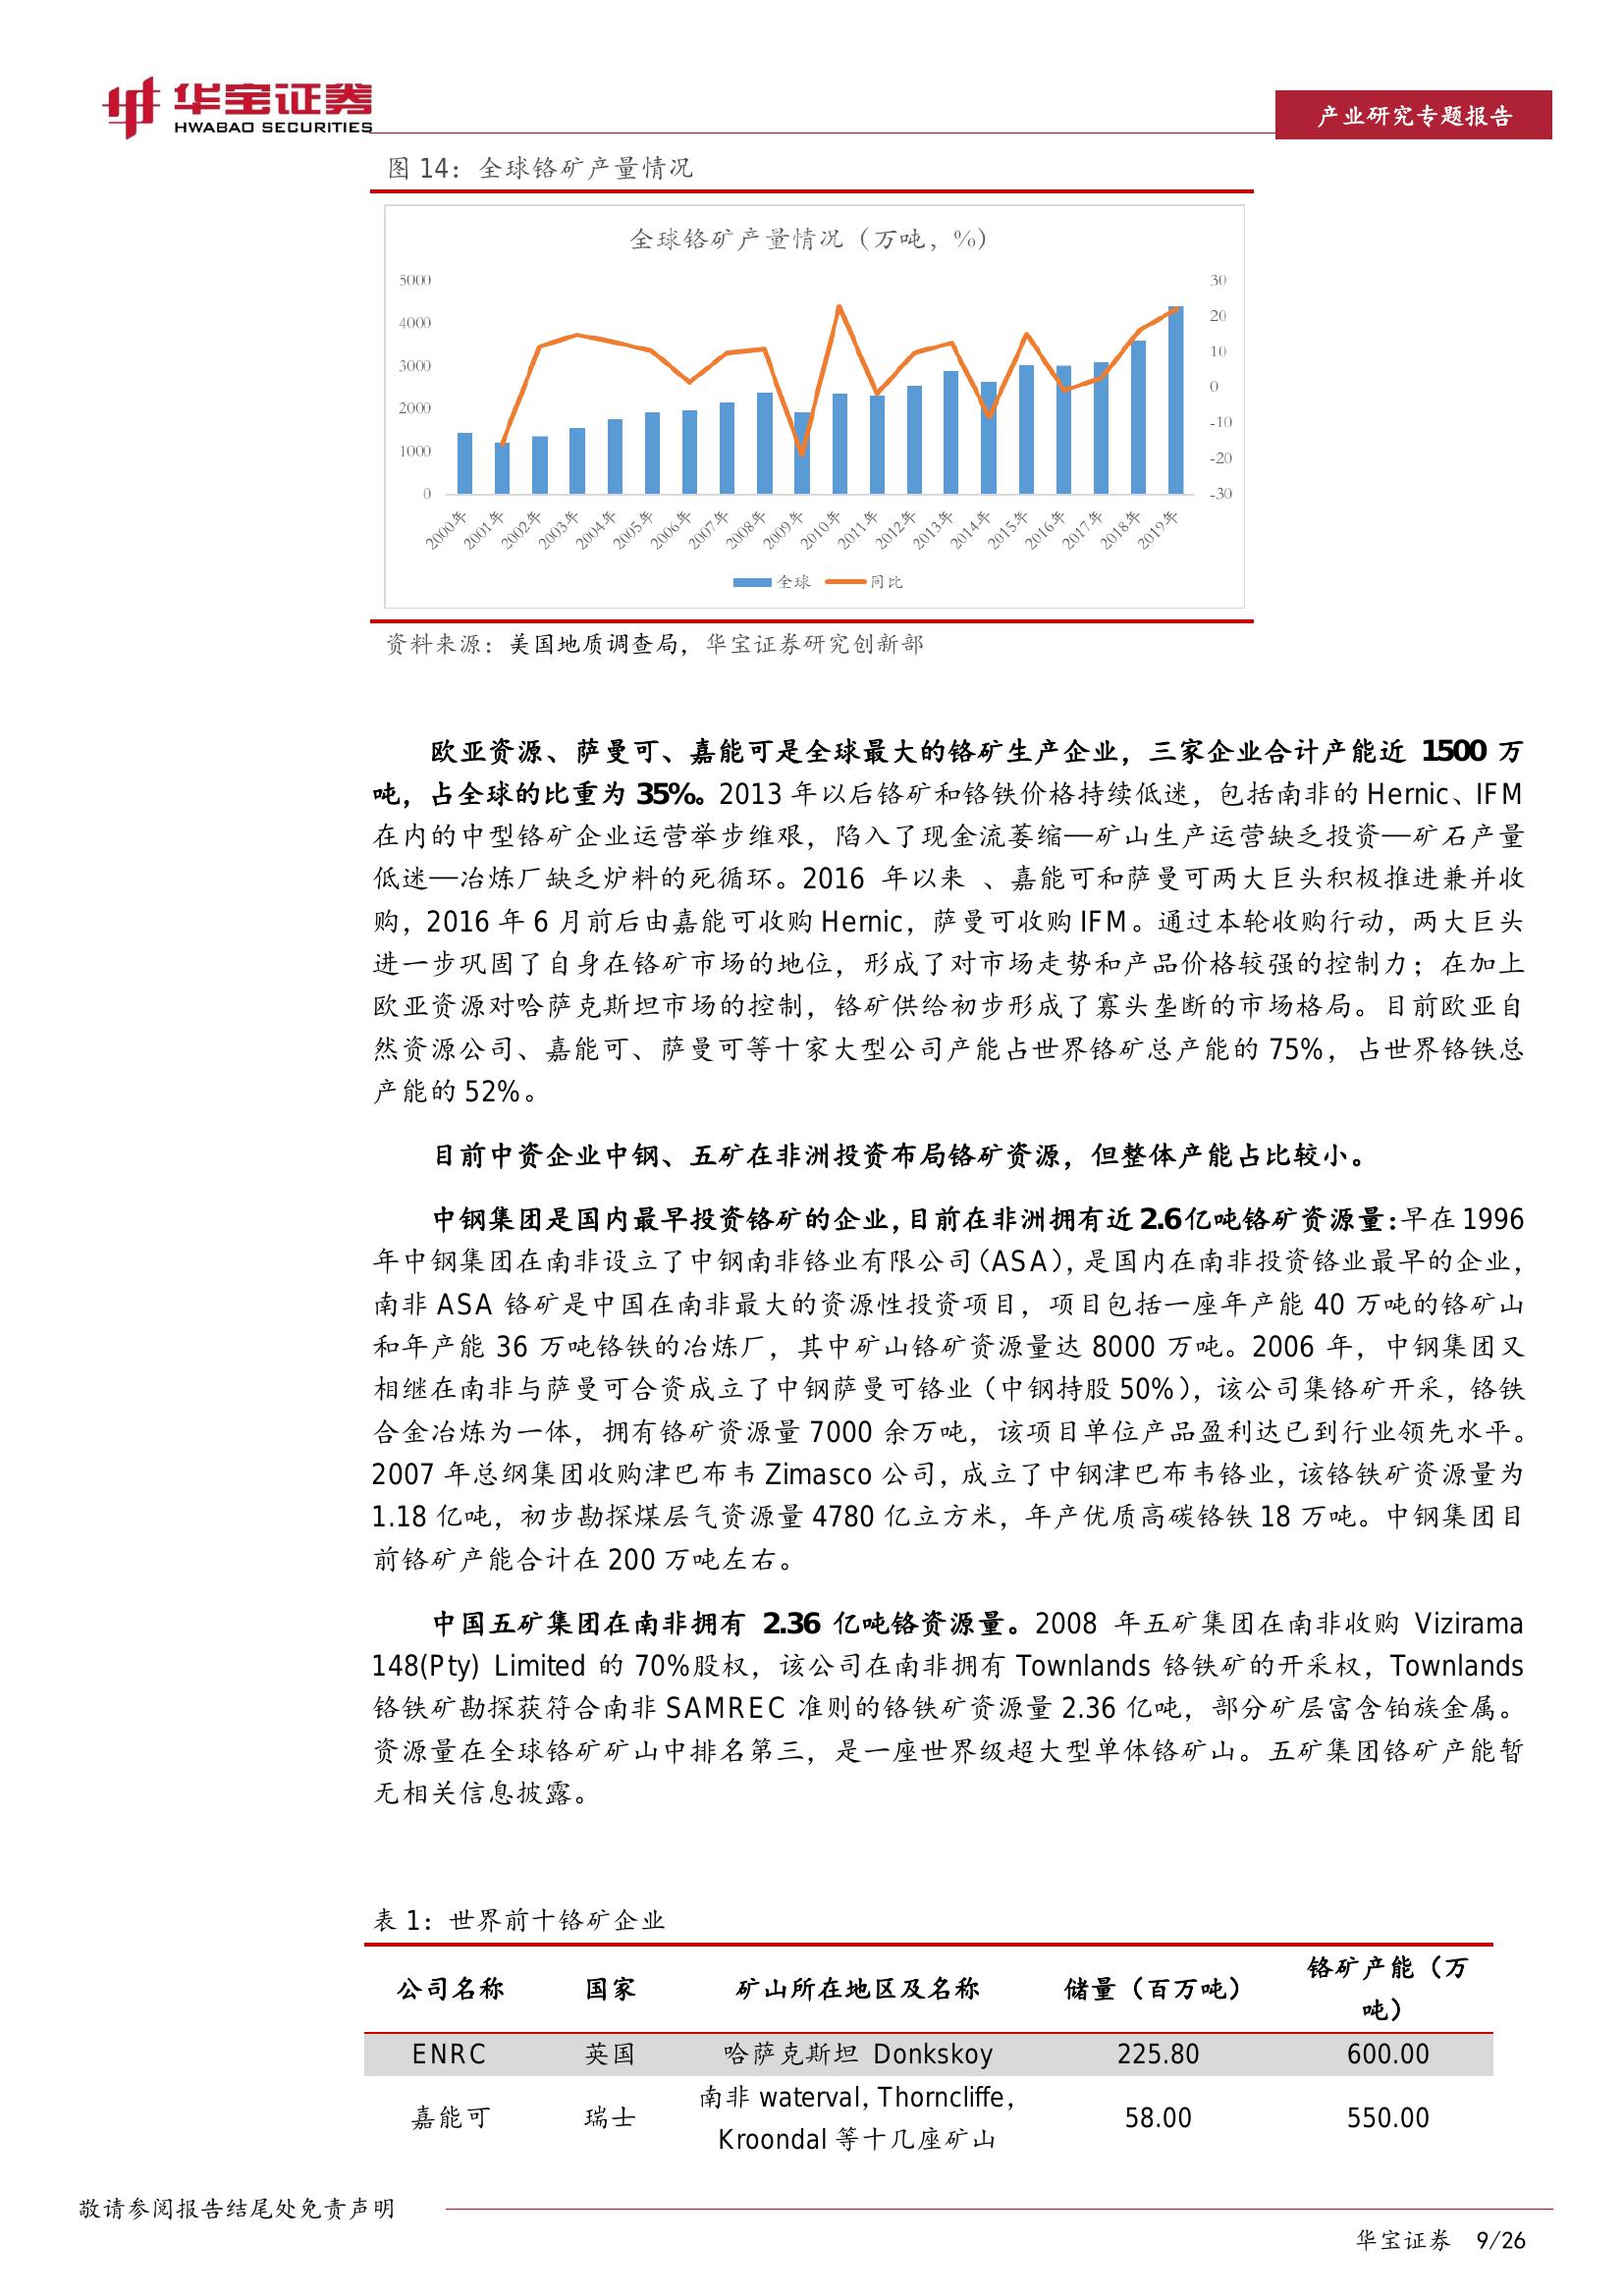 华宝证券
HWABAO SECURITIES
产业研究专题报告
图 14：全球铬矿产量情况
全球铬矿产量情况（万吨，%）
5000
4000
3000
2000
1000
0
30
20
10
0
-10
-20
-30
2000年
2001年
2002年
2003年
2004年
2005年
2006年
2007年
2008年
2009年
2010年
2011年
2012年
2013年
2014年
2015年
2016年
2017年
2018年
2019年
全球 同比
资料来源：美国地质调查局，华宝证券研究创新部
欧亚资源、萨曼可、嘉能可是全球最大的铬矿生产企业，三家企业合计产能近 1500 万
吨，占全球的比重为 35%。2013 年以后铬矿和铬铁价格持续低迷，包括南非的 Hernic、IFM
在内的中型铬矿企业运营举步维艰，陷入了现金流萎缩—矿山生产运营缺乏投资—矿石产量
低迷—冶炼厂缺乏炉料的死循环。2016 年以来 、嘉能可和萨曼可两大巨头积极推进兼并收
购，2016 年 6 月前后由嘉能可收购 Hernic，萨曼可收购 IFM。通过本轮收购行动，两大巨头
进一步巩固了自身在铬矿市场的地位，形成了对市场走势和产品价格较强的控制力；在加上
欧亚资源对哈萨克斯坦市场的控制，铬矿供给初步形成了寡头垄断的市场格局。目前欧亚自
然资源公司、嘉能可、萨曼可等十家大型公司产能占世界铬矿总产能的 75%，占世界铬铁总
产能的 52%。
目前中资企业中钢、五矿在非洲投资布局铬矿资源，但整体产能占比较小。
中钢集团是国内最早投资铬矿的企业，目前在非洲拥有近 2.6 亿吨铬矿资源量：早在 1996
年中钢集团在南非设立了中钢南非铬业有限公司（ASA），是国内在南非投资铬业最早的企业，
南非 ASA 铬矿是中国在南非最大的资源性投资项目，项目包括一座年产能 40 万吨的铬矿山
和年产能 36 万吨铬铁的冶炼厂，其中矿山铬矿资源量达 8000 万吨。2006 年，中钢集团又
相继在南非与萨曼可合资成立了中钢萨曼可铬业（中钢持股 50%），该公司集铬矿开采，铬铁
合金冶炼为一体，拥有铬矿资源量 7000 余万吨，该项目单位产品盈利达已到行业领先水平。
2007 年总纲集团收购津巴布韦 Zimasco 公司，成立了中钢津巴布韦铬业，该铬铁矿资源量为
1.18 亿吨，初步勘探煤层气资源量 4780 亿立方米，年产优质高碳铬铁 18 万吨。中钢集团目
前铬矿产能合计在 200 万吨左右。
中国五矿集团在南非拥有 2.36 亿吨铬资源量。2008 年五矿集团在南非收购 Vizirama
148(Pty) Limited 的 70%股权，该公司在南非拥有 Townlands 铬铁矿的开采权，Townlands
铬铁矿勘探获符合南非 SAMREC 准则的铬铁矿资源量 2.36 亿吨，部分矿层富含铂族金属。
资源量在全球铬矿矿山中排名第三，是一座世界级超大型单体铬矿山。五矿集团铬矿产能暂
无相关信息披露。
表 1：世界前十铬矿企业
公司名称 国家 矿山所在地区及名称 储量（百万吨） 铬矿产能（万
吨）
ENRC 英国 哈萨克斯坦 Donkskoy 225.80 600.00
嘉能可 瑞士 南非 waterval，Thorncliffe， 58.00 550.00
Kroondal 等十几座矿山
敬请参阅报告结尾处免责声明
华宝证券 9/26